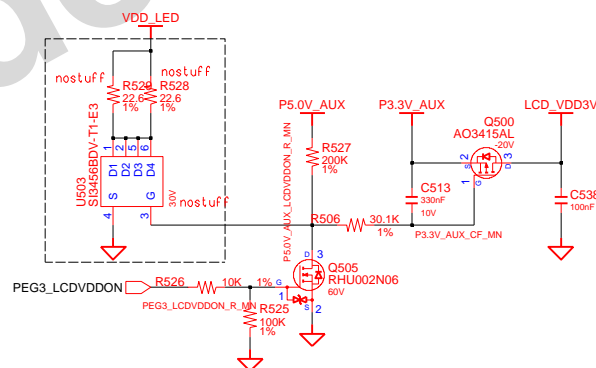 VDD_LED
nostuff
nostuff
R529
22.6
1%
R528
22.6
1%
U503
SI3456BDV-T1-E3
1
2
5
6
D1
D2
D3
D4
S
G
30V
nostuff
4
3
P5.0V_AUX
P3.3V_AUX
LCD_VDD3V
Q500
AO3415AL
-20V
2
S
D
3
1
G
R527
200K
1%
P5.0V_AUX_LCDVDDON_R_MN
C513
330nF
10V
C538
100nF
R506
30.1K
1%
P3.3V_AUX_CF_MN
D
3
Q505
RHU002N06
60V
PEG3_LCDVDDON
R526
10K
1%
G
1
S
2
PEG3_LCDVDDON_R_MN
R525
100K
1%